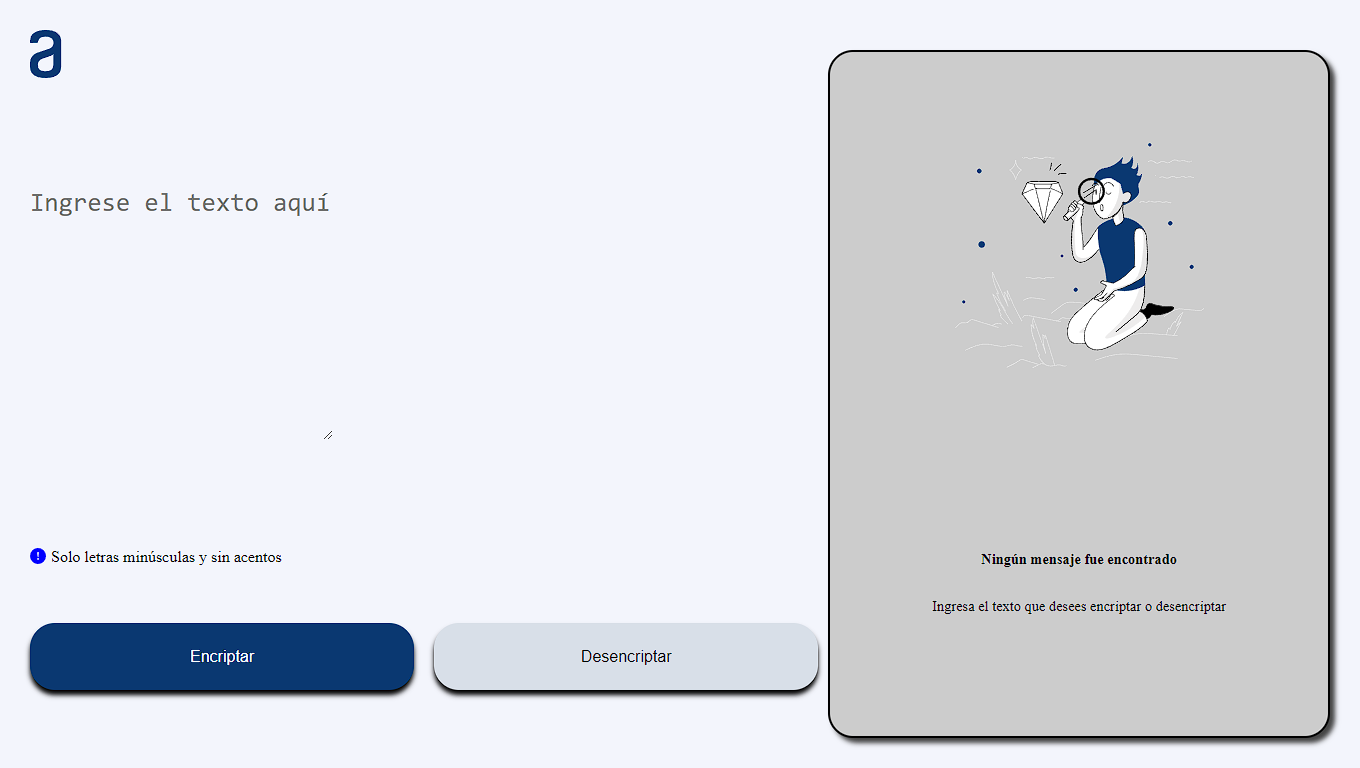 a
Ingrese el texto aquí
! Solo letras minúsculas y sin acentos
Encriptar
Desencriptar
Ningún mensaje fue encontrado
Ingresa el texto que desees encriptar o desencriptar